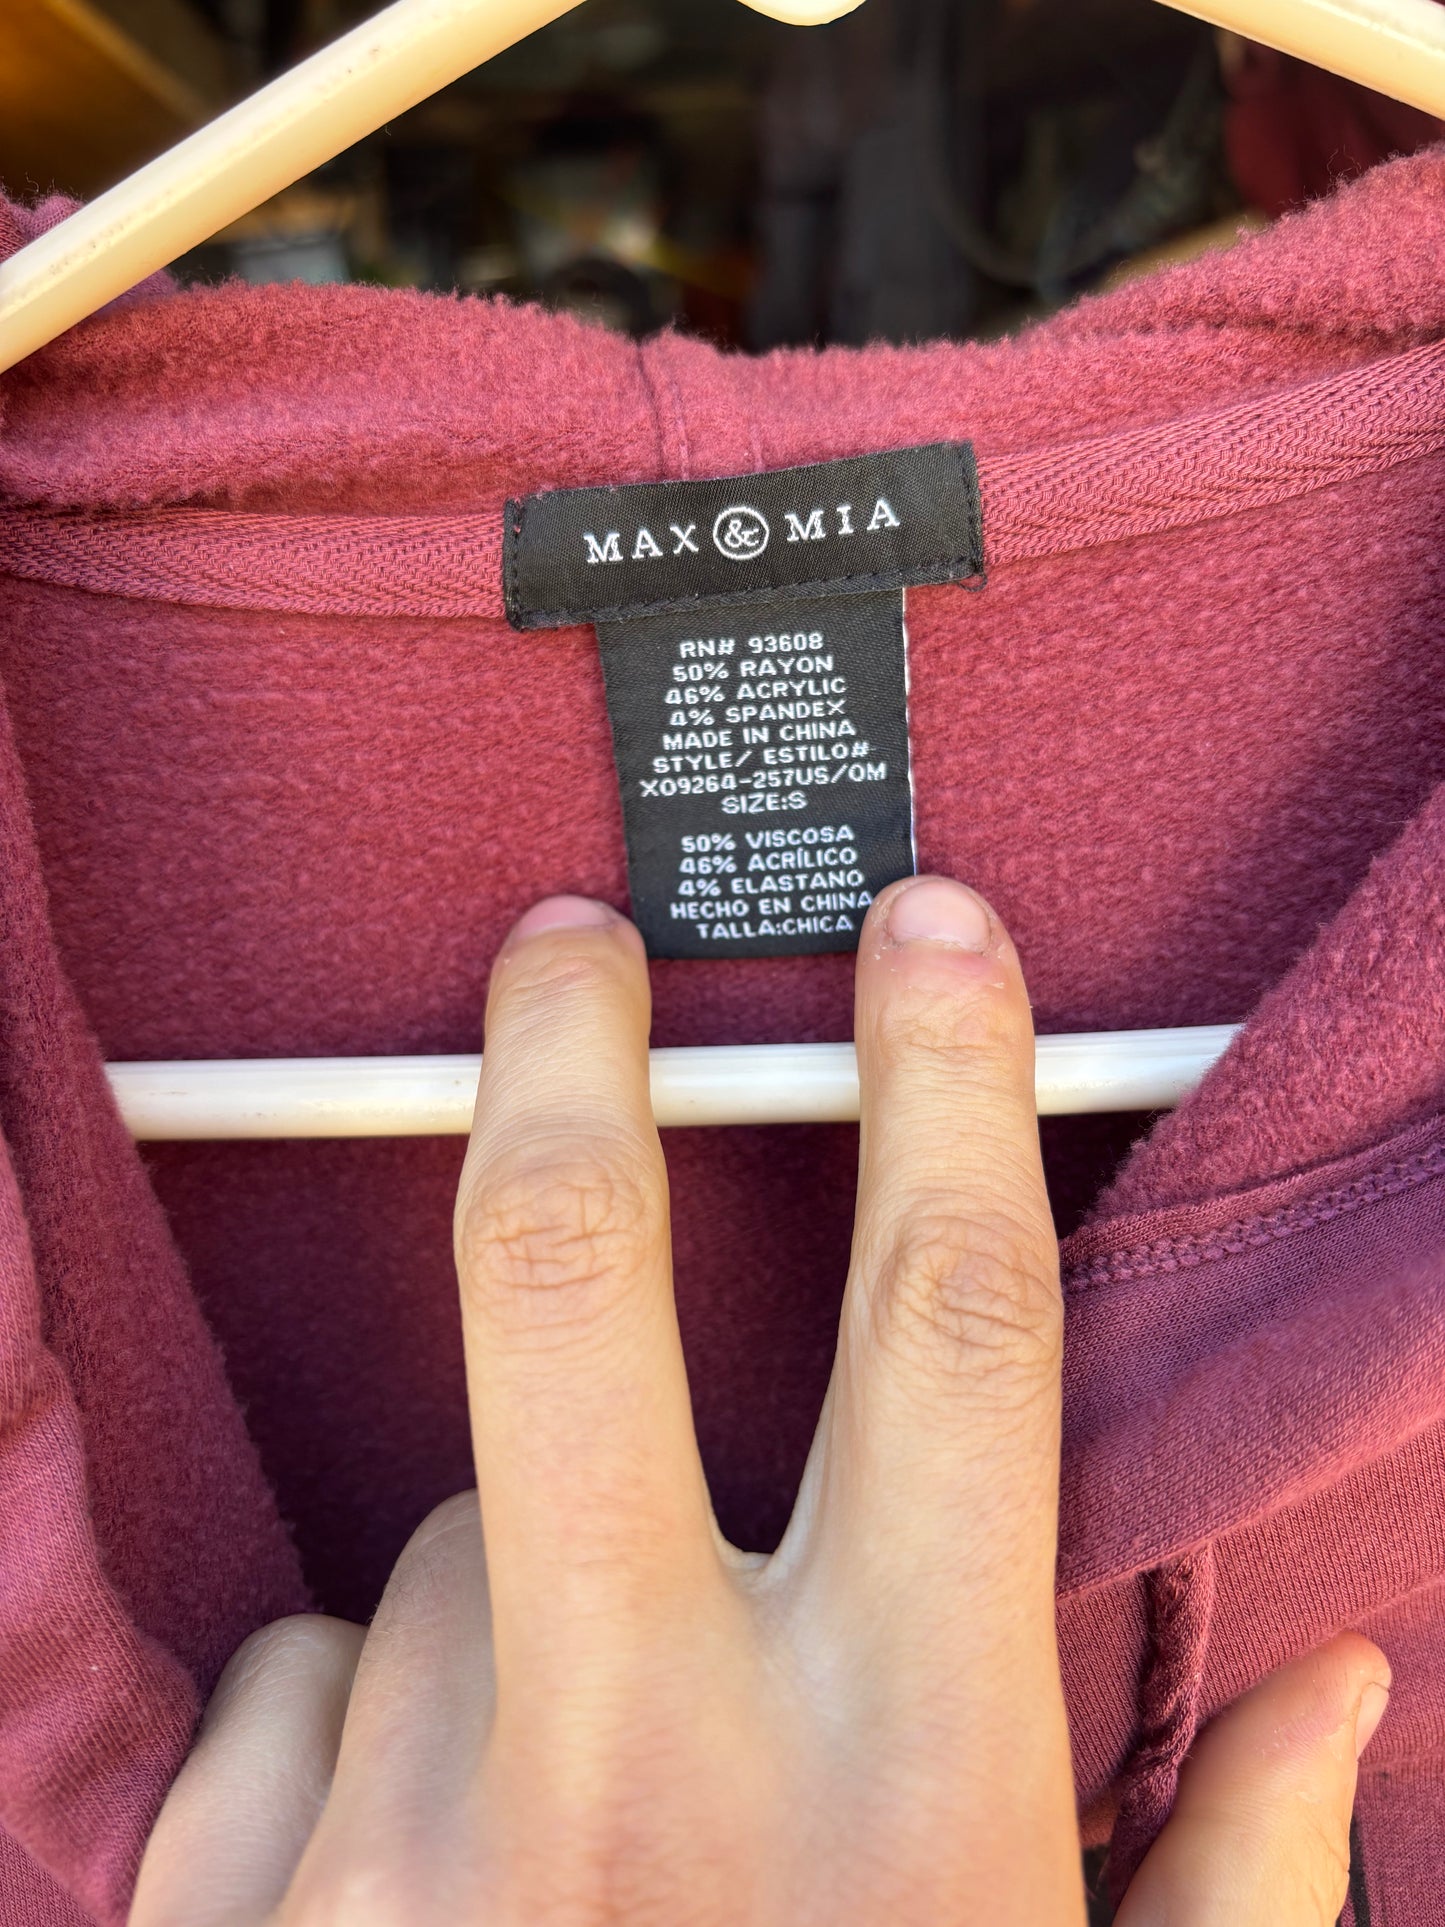 MAX & MIA
RN# 93608
50% RAYON
46% ACRYLIC
4% SPANDEX
MADE IN CHINA
STYLE/ ESTILO#
X09264-257US/OM
SIZE:S
50% VISCOSA
46% ACRÍLICO
4% ELASTANO
HECHO EN CHINA
TALLA:CHICA